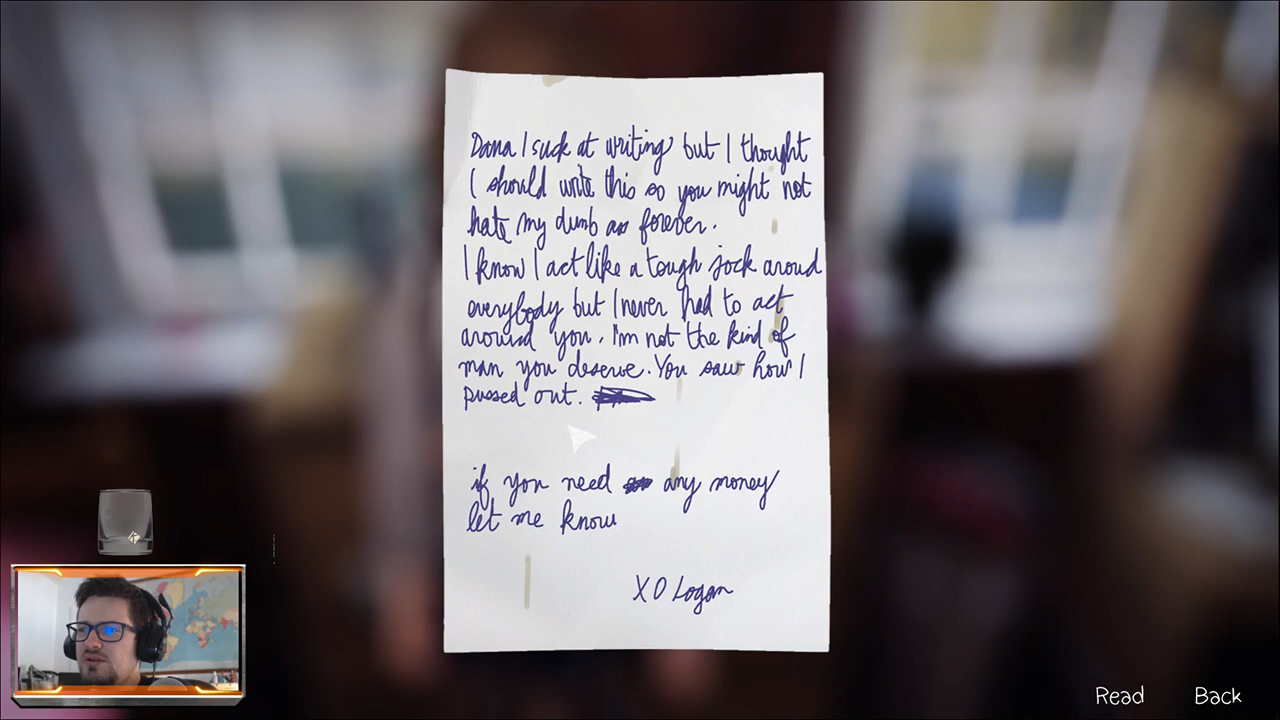 Dana I suck at writing but I thought
I should write this so you might not
hate my dumb ass forever.
I know I act like a tough jock aroud
everybody but I never had to act
around you. I'm not the kind of
man you deserve. You saw how I
pussed out.
if you need any money
let me know
XO Logan
Read
Back